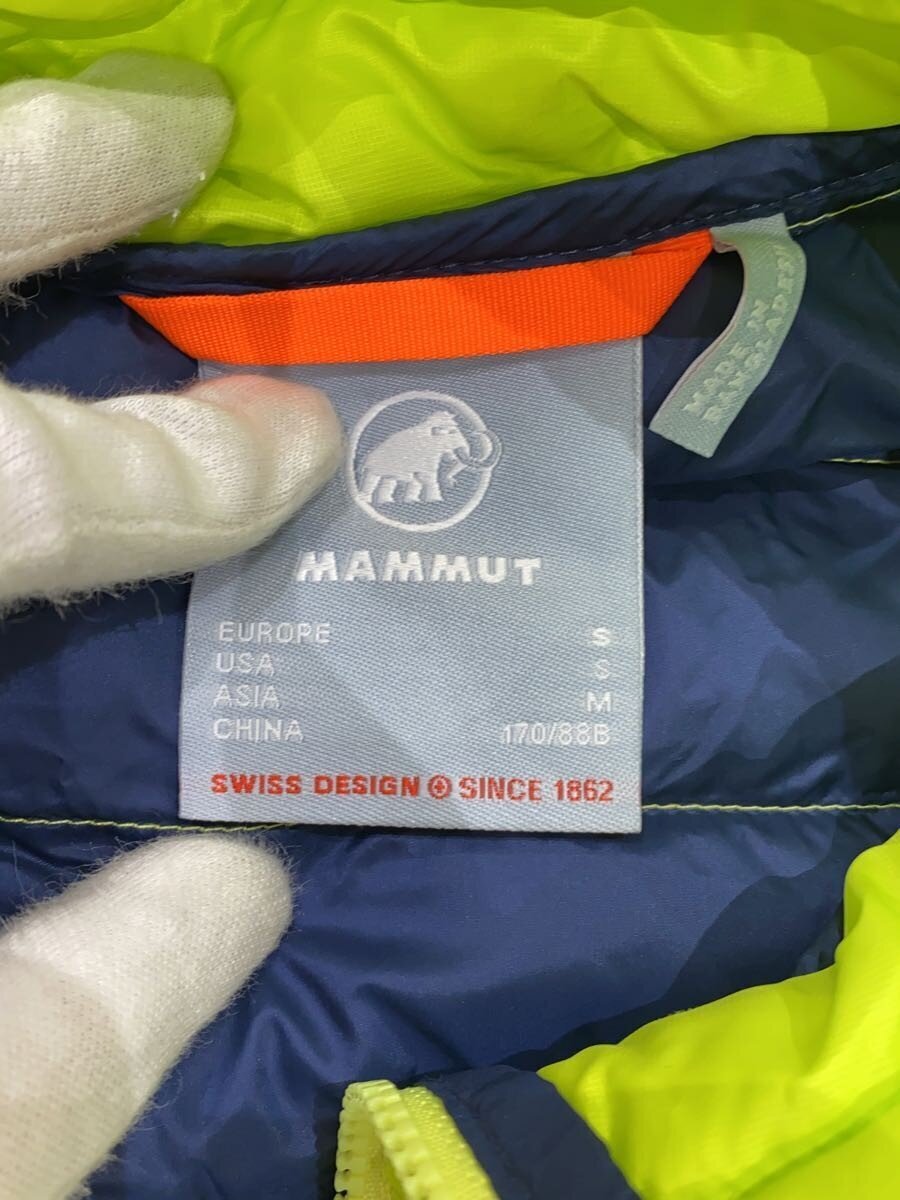 MADE IN
BANGLADESH
MAMMUT
EUROPE S
USA S
ASIA M
CHINA 170/88B
SWISS DESIGN SINCE 1862